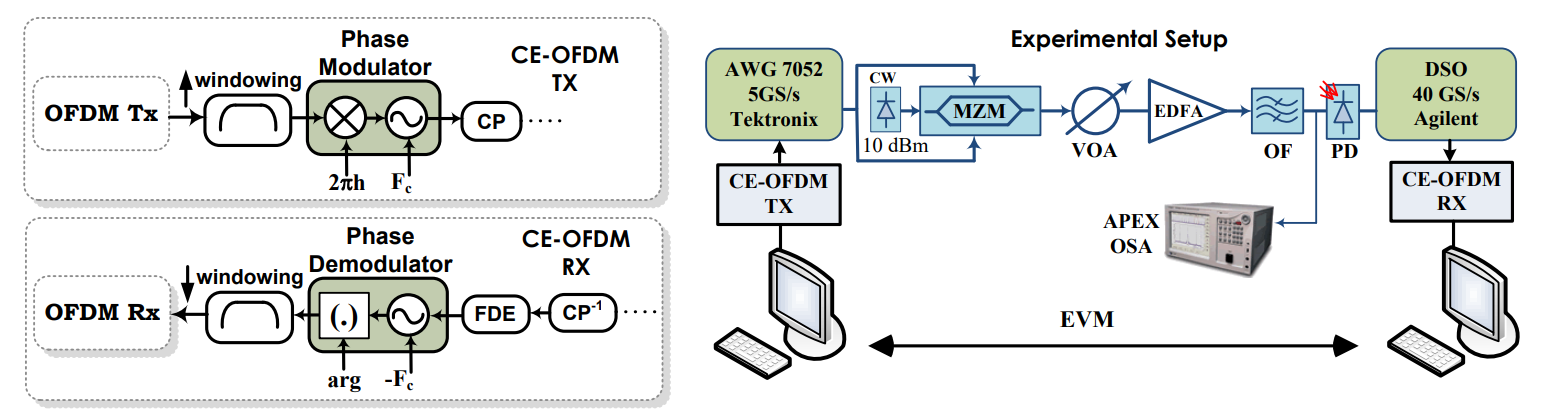 Phase
Modulator
CE-OFDM
TX
windowing
OFDM Tx
CP
2πh
Fc
Phase
Demodulator
CE-OFDM
RX
windowing
OFDM Rx
(.)
FDE
CP-1
arg
-Fc
Experimental Setup
AWG 7052
5GS/s
Tektronix
CW
10 dBm
MZM
VOA
EDFA
OF
PD
DSO
40 GS/s
Agilent
CE-OFDM
TX
CE-OFDM
RX
APEX
OSA
EVM